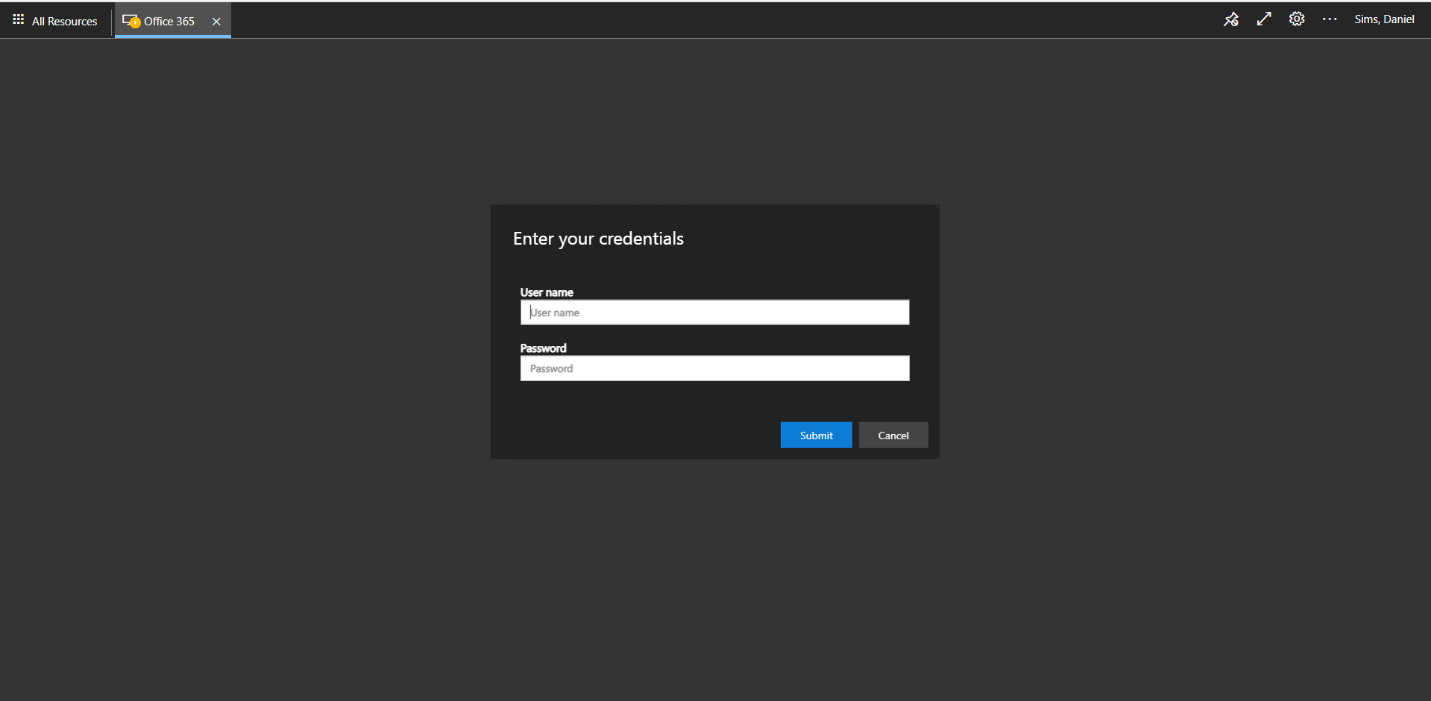 All Resources
Office 365
Sims, Daniel
Enter your credentials
User name
User name
Password
Password
Submit
Cancel